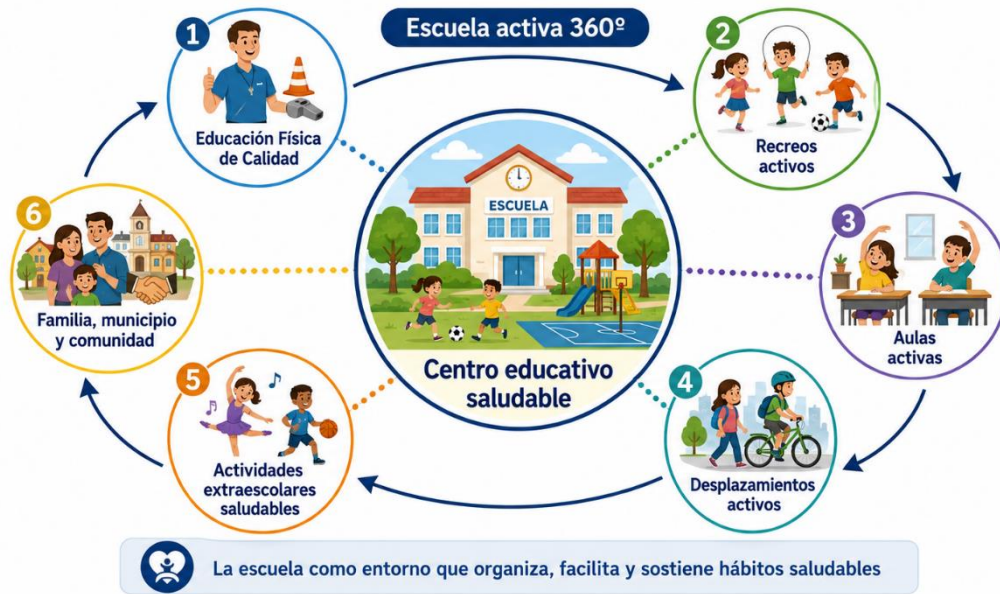 Escuela activa 360º
1
Educación Física
de Calidad
2
Recreos
activos
3
Aulas
activas
4
Desplazamientos
activos
5
Actividades
extraescolares
saludables
6
Familia, municipio
y comunidad
ESCUELA
Centro educativo
saludable
La escuela como entorno que organiza, facilita y sostiene hábitos saludables